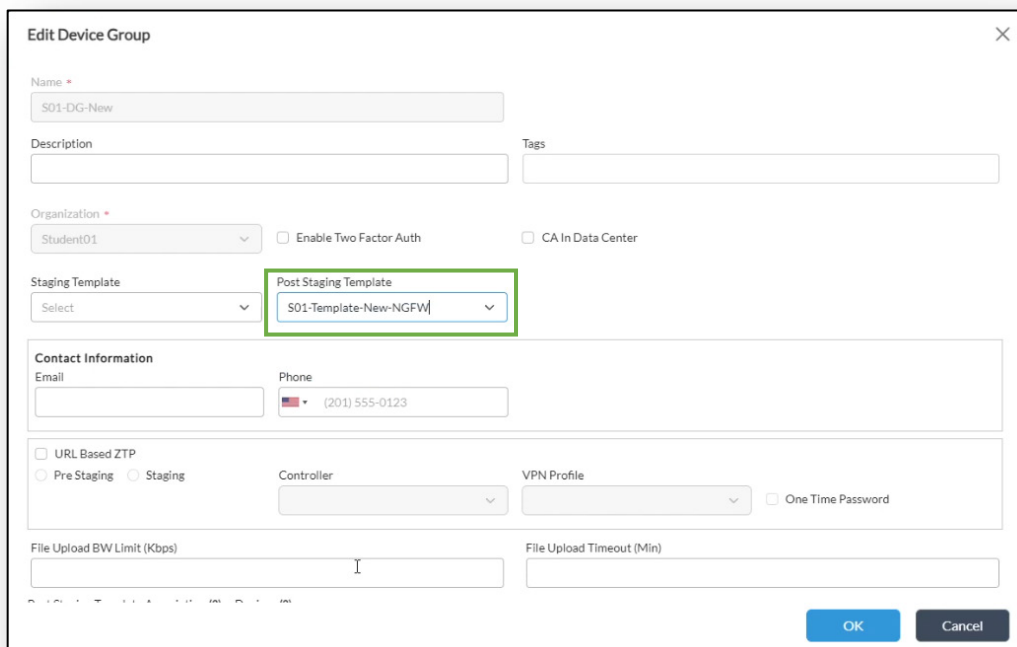 Edit Device Group
Name *
S01-DG-New
Description
Tags
Organization *
Student01
Enable Two Factor Auth
CA In Data Center
Staging Template
Post Staging Template
Select
S01-Template-New-NGFW
Contact Information
Email
Phone
(201) 555-0123
URL Based ZTP
Pre Staging
Staging
Controller
VPN Profile
One Time Password
File Upload BW Limit (Kbps)
File Upload Timeout (Min)
OK
Cancel